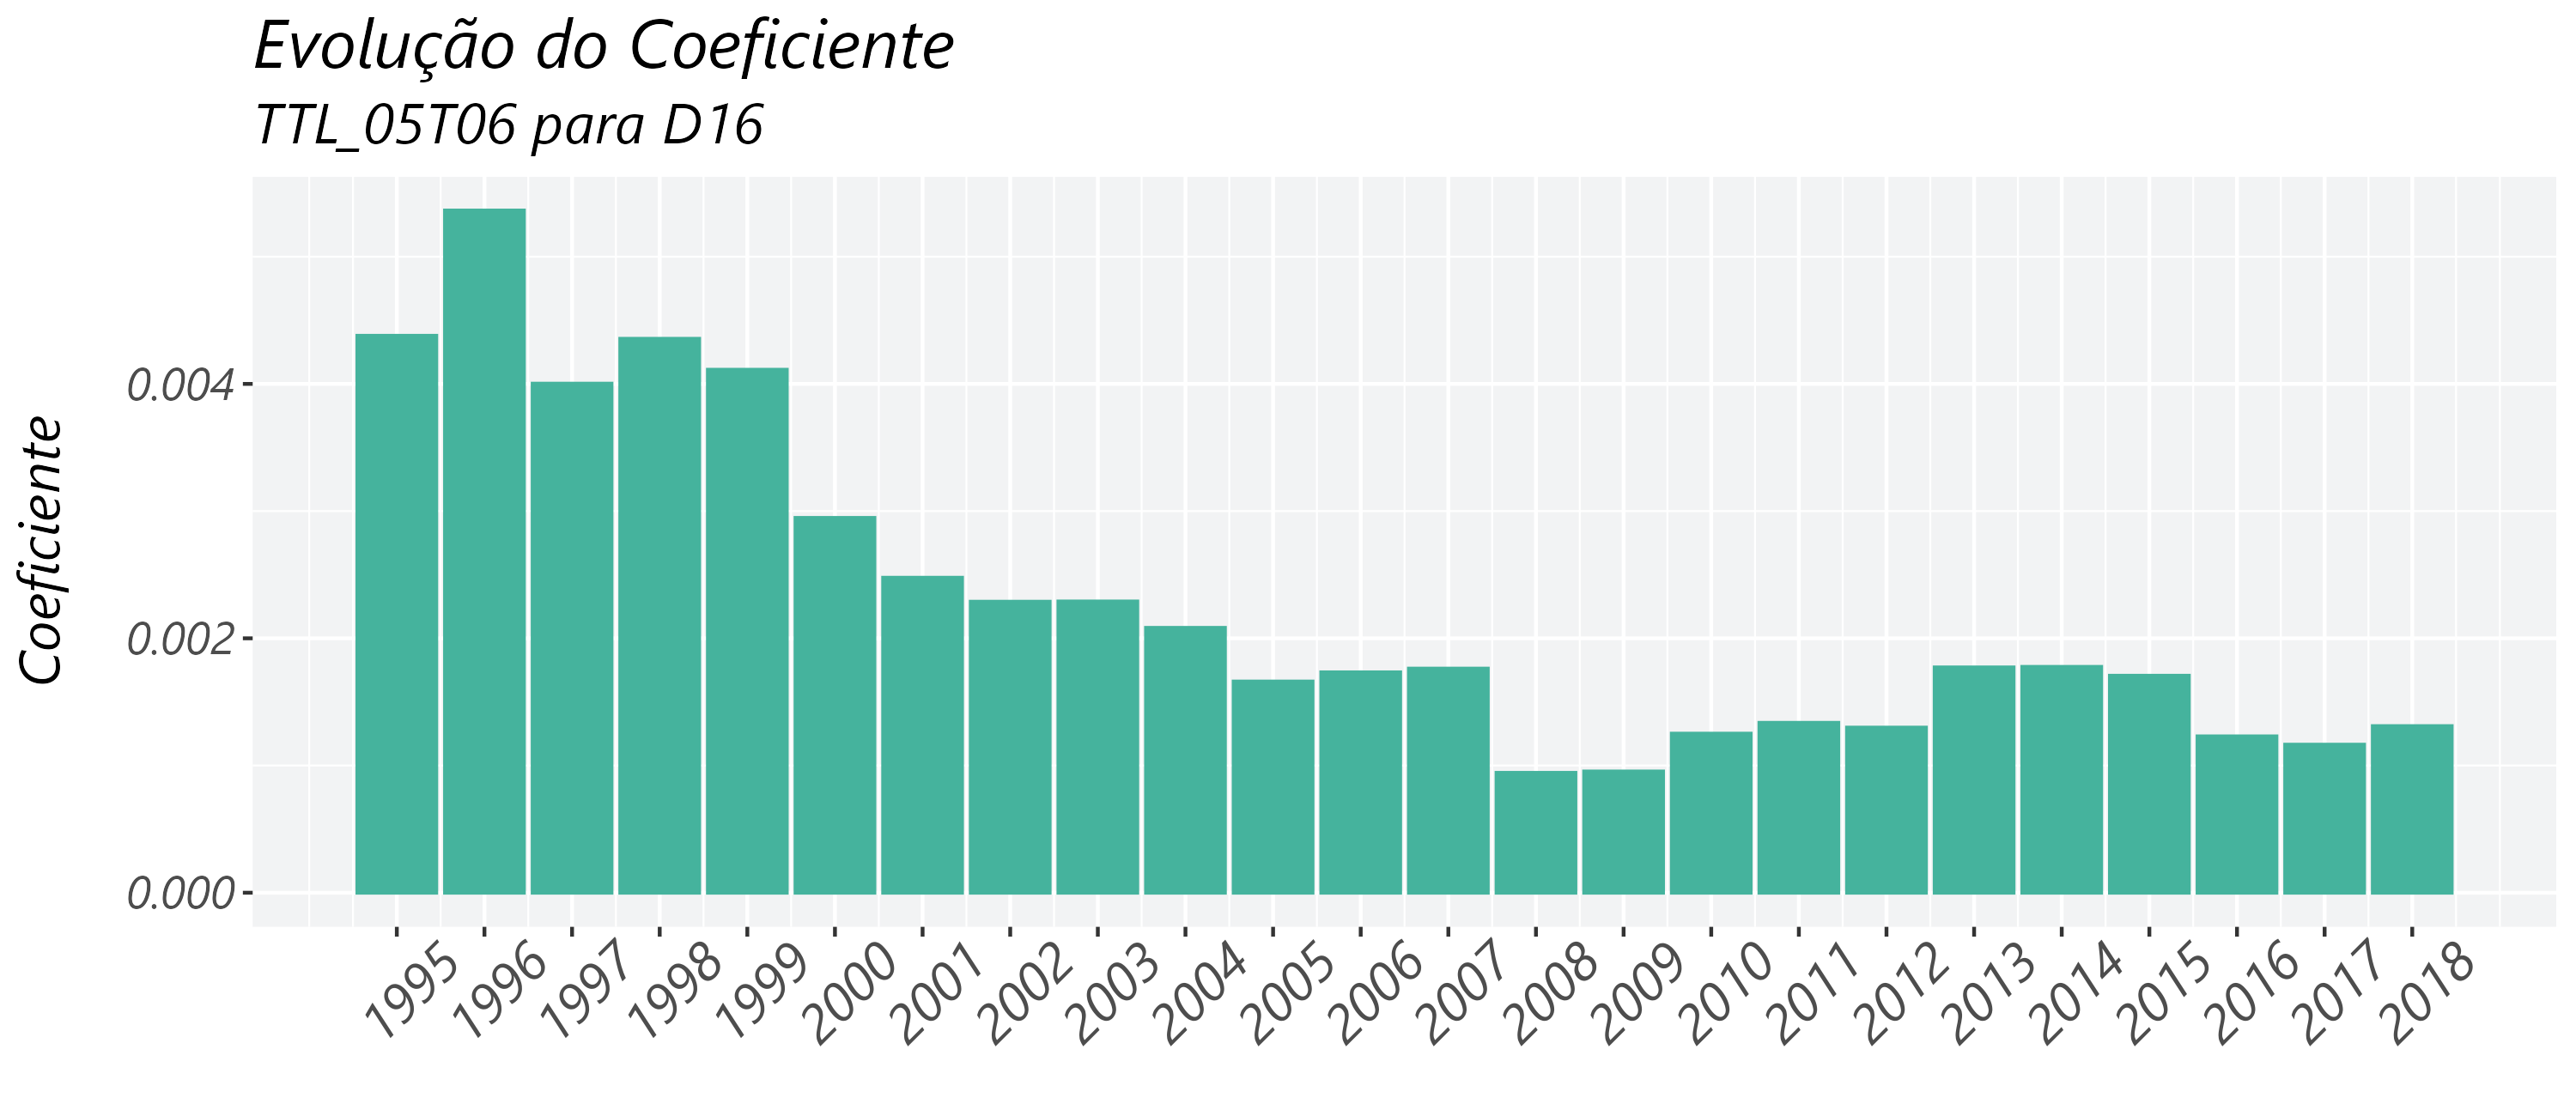 Evolução do Coeficiente
TTL_05T06 para D16
Coeficiente
0.004
0.002
0.000
1995 1996 1997 1998 1999 2000 2001 2002 2003 2004 2005 2006 2007 2008 2009 2010 2011 2012 2013 2014 2015 2016 2017 2018